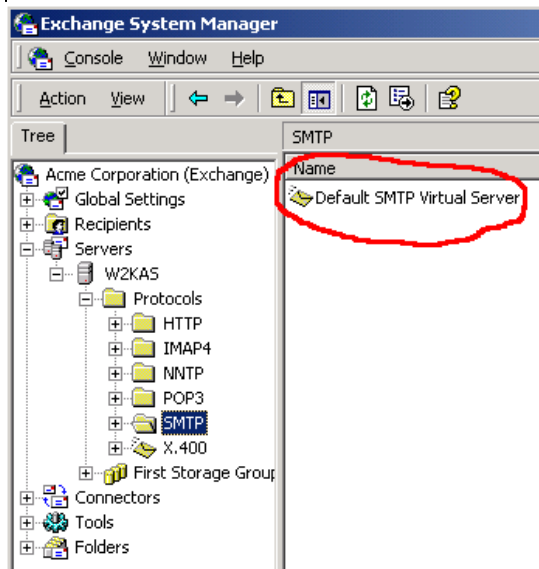 Exchange System Manager
Console Window Help
Action View
Tree
SMTP
Name
Acme Corporation (Exchange)
Default SMTP Virtual Server
Global Settings
Recipients
Servers
W2KAS
Protocols
HTTP
IMAP4
NNTP
POP3
SMTP
X.400
First Storage Group
Connectors
Tools
Folders